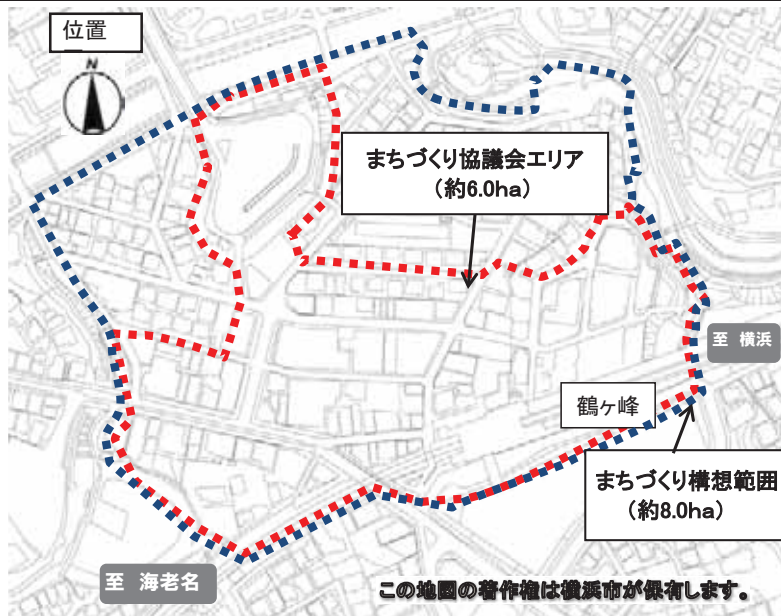 位置
N
まちづくり協議会エリア
(約6.0ha)
至 横浜
鶴ヶ峰
まちづくり構想範囲
(約8.0ha)
至 海老名
この地図の著作権は横浜市が保有します。